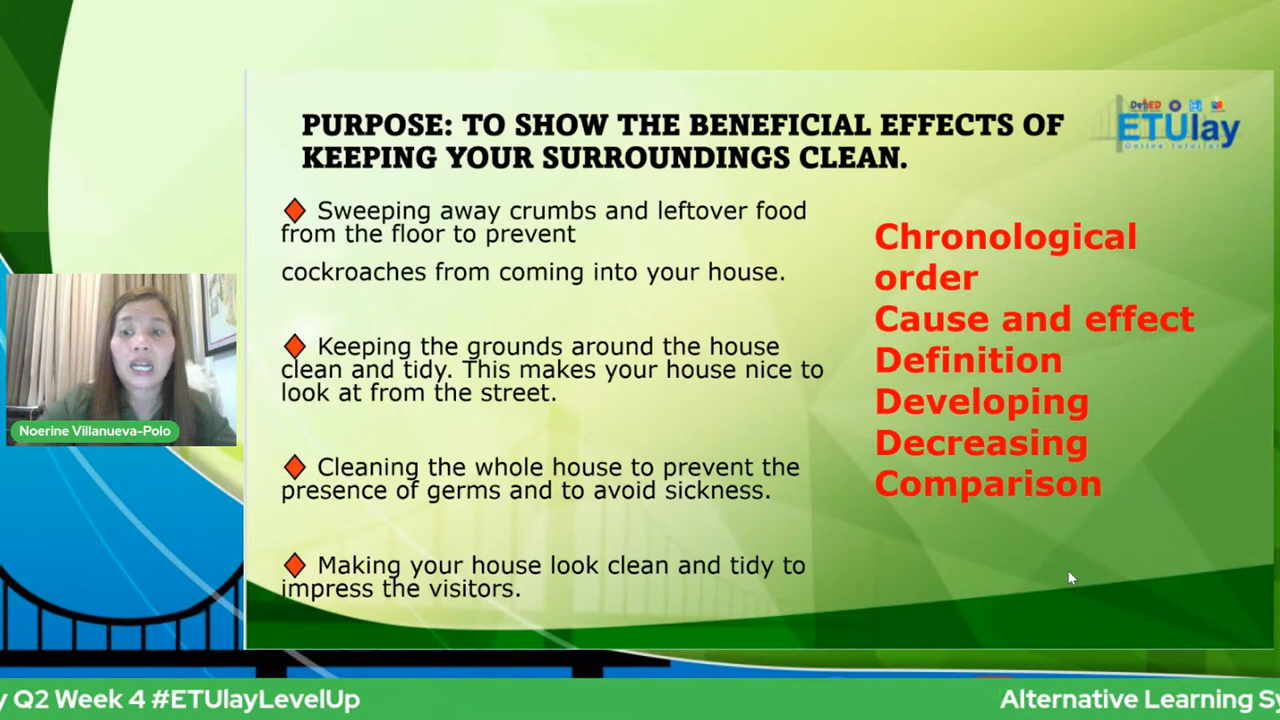 PURPOSE: TO SHOW THE BENEFICIAL EFFECTS OF
KEEPING YOUR SURROUNDINGS CLEAN.
DepED
ETUlay
Online Tutorial
Sweeping away crumbs and leftover food
from the floor to prevent
cockroaches from coming into your house.
Keeping the grounds around the house
clean and tidy. This makes your house nice to
look at from the street.
Cleaning the whole house to prevent the
presence of germs and to avoid sickness.
Making your house look clean and tidy to
impress the visitors.
Chronological
order
Cause and effect
Definition
Developing
Decreasing
Comparison
Noerine Villanueva-Polo
y Q2 Week 4 #ETUlayLevelUp
Alternative Learning Sy